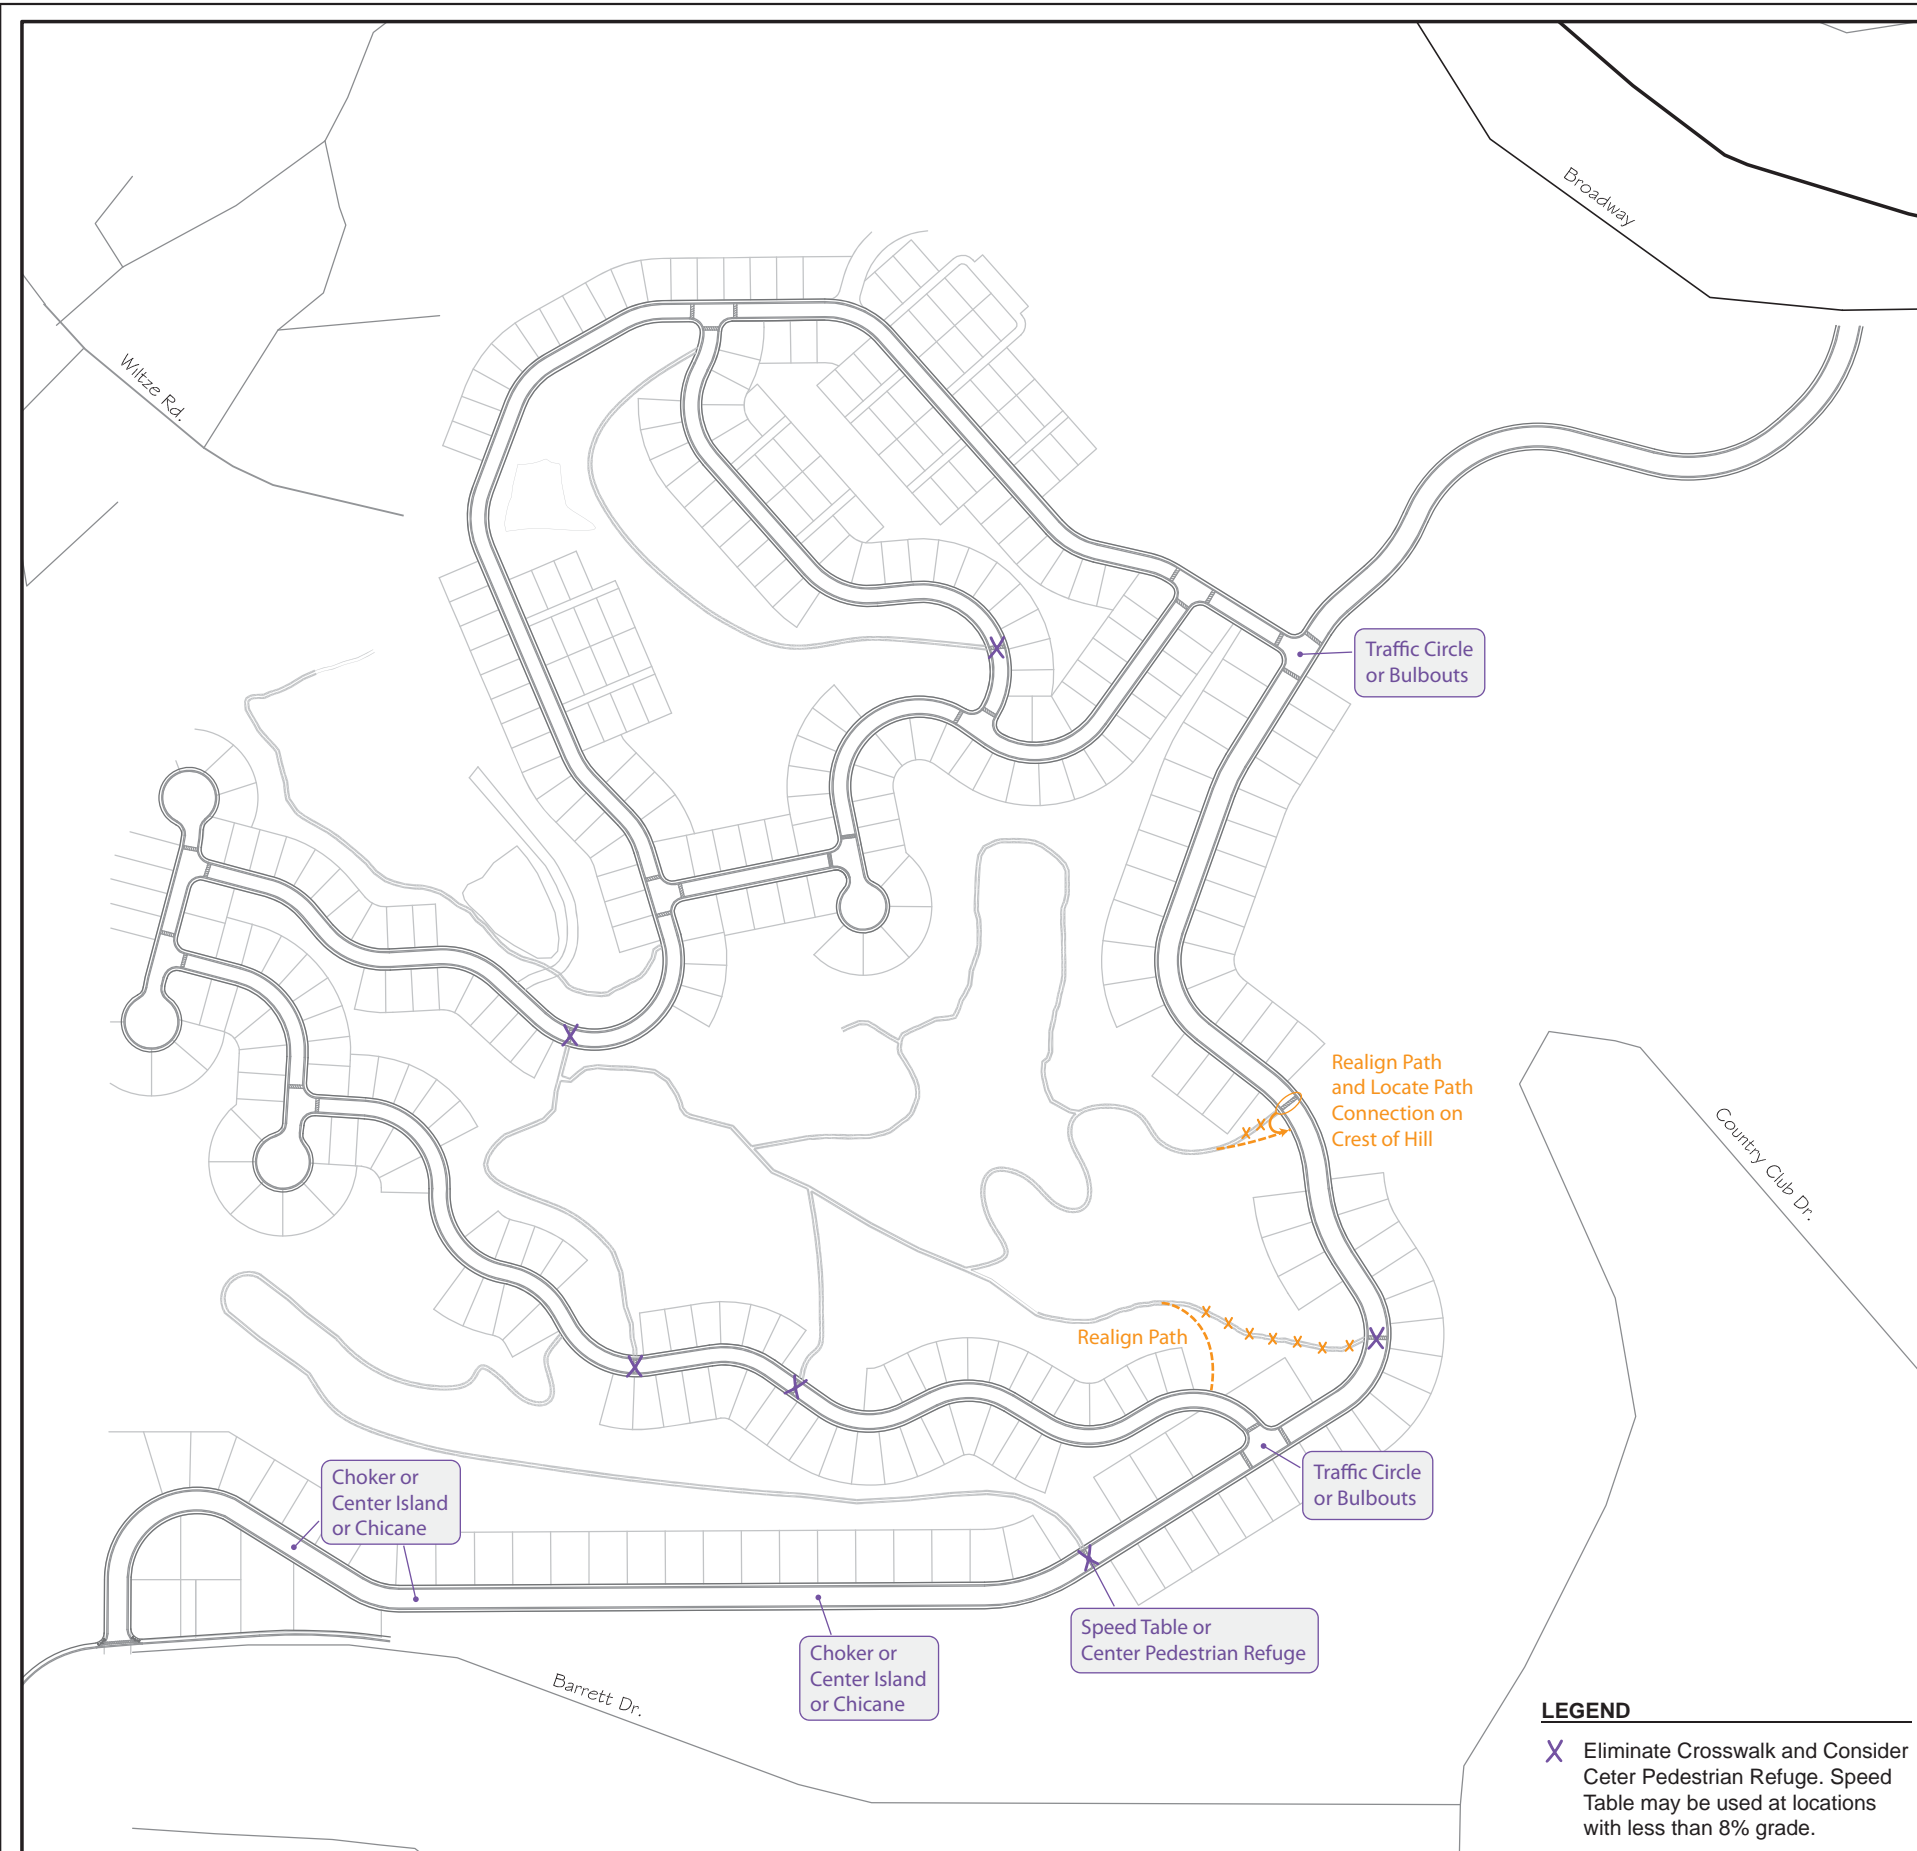 Broadway
Wiltze Rd.
Traffic Circle
or Bulbouts
Realign Path
and Locate Path
Connection on
Crest of Hill
Country Club Dr.
Realign Path
Choker or
Center Island
or Chicane
Traffic Circle
or Bulbouts
Speed Table or
Center Pedestrian Refuge
Choker or
Center Island
or Chicane
Barrett Dr.
LEGEND
Eliminate Crosswalk and Consider
Ceter Pedestrian Refuge. Speed
Table may be used at locations
with less than 8% grade.